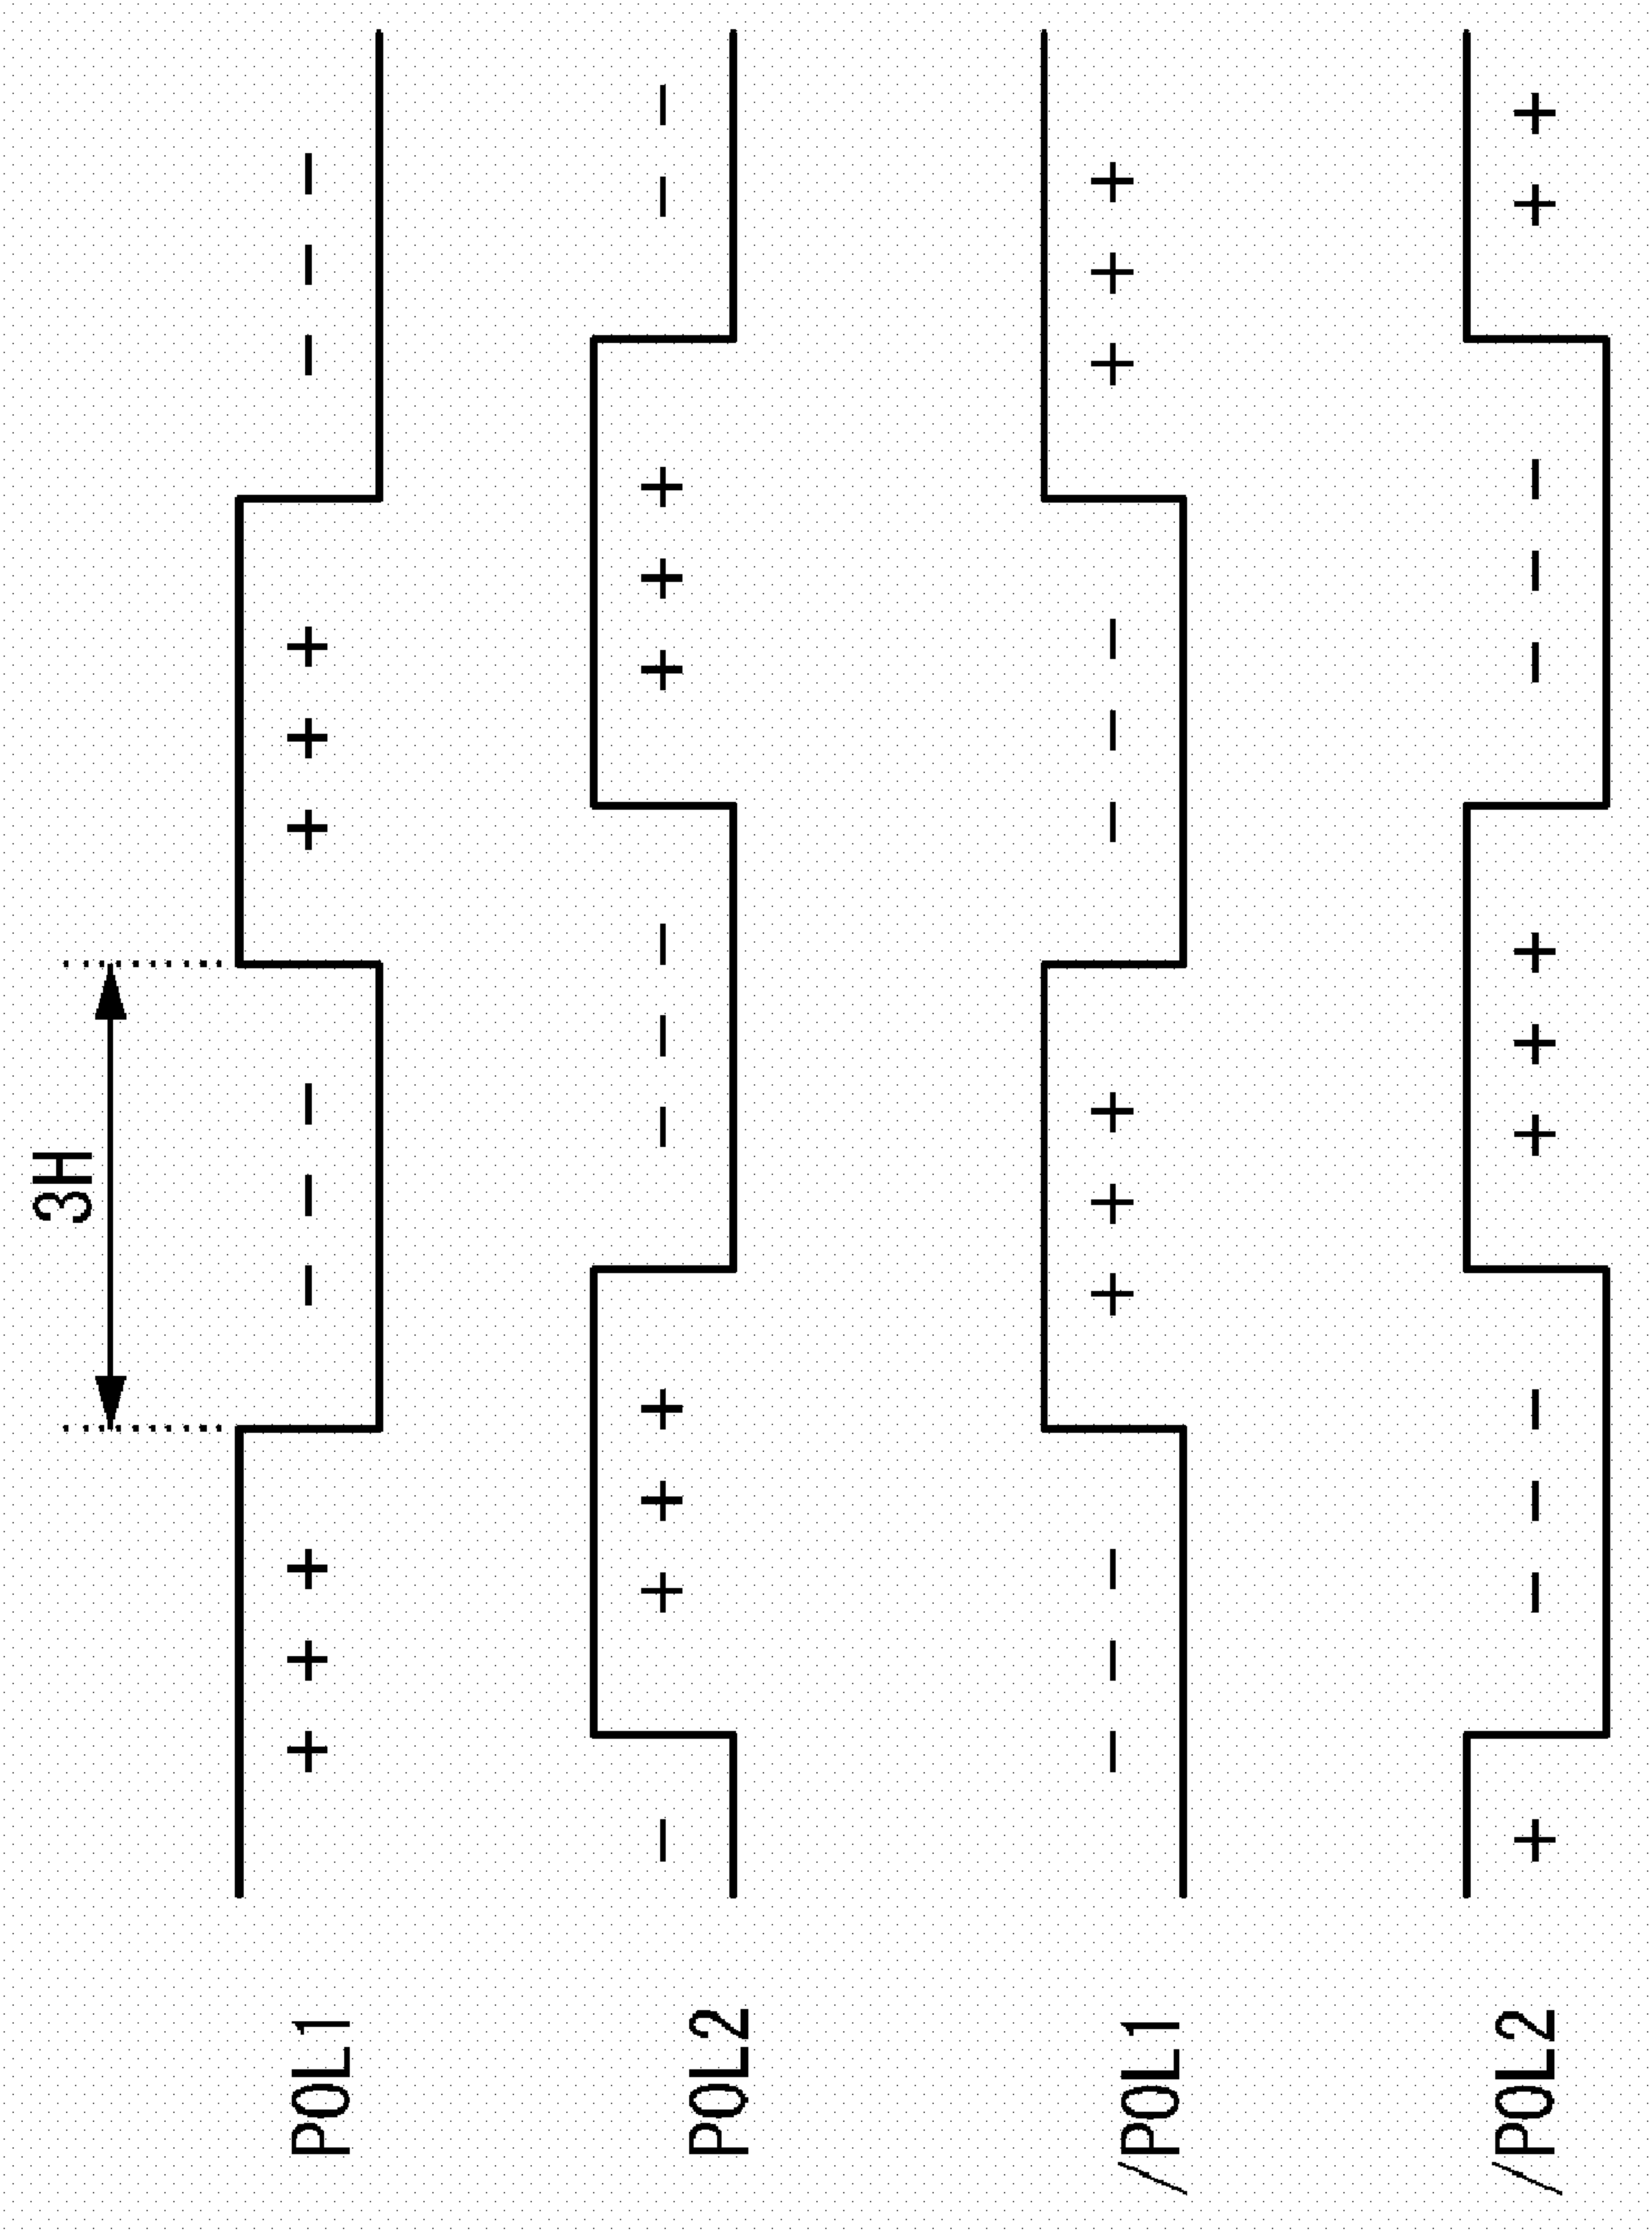 3H
POL1 + + + - - - + + + - - -
POL2 - + + + - - - + + + - -
/POL1 - - - + + + - - - + + +
/POL2 + - - - + + + - - - + +